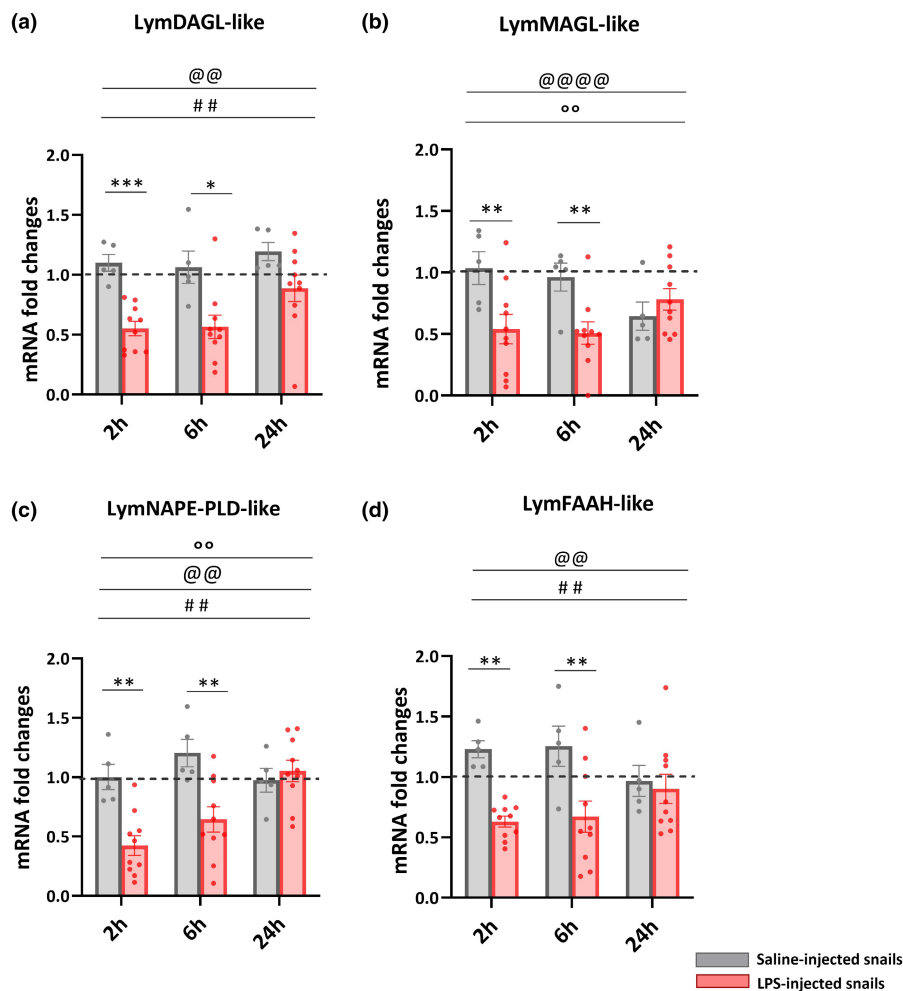 (a) LymDAGL-like
@@
##
***
*
2.0
1.5
1.0
0.5
0.0
mRNA fold changes
2h
6h
24h
(b) LymMAGL-like
@@@@
°°
**
**
2.0
1.5
1.0
0.5
0.0
mRNA fold changes
2h
6h
24h
(c) LymNAPE-PLD-like
°°
@@
##
**
**
2.0
1.5
1.0
0.5
0.0
mRNA fold changes
2h
6h
24h
(d) LymFAAH-like
@@
##
**
**
2.0
1.5
1.0
0.5
0.0
mRNA fold changes
2h
6h
24h
Saline-injected snails
LPS-injected snails